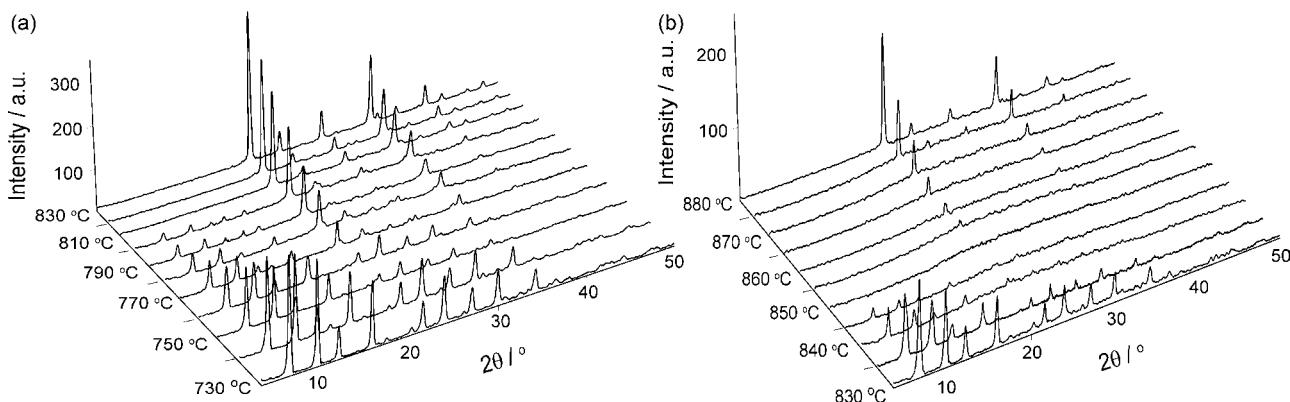 (a)
Intensity / a.u.
300
200
100
830 °C
810 °C
790 °C
770 °C
750 °C
730 °C
10
20
30
40
50
2θ / °
(b)
Intensity / a.u.
200
100
880 °C
870 °C
860 °C
850 °C
840 °C
830 °C
10
20
30
40
50
2θ / °